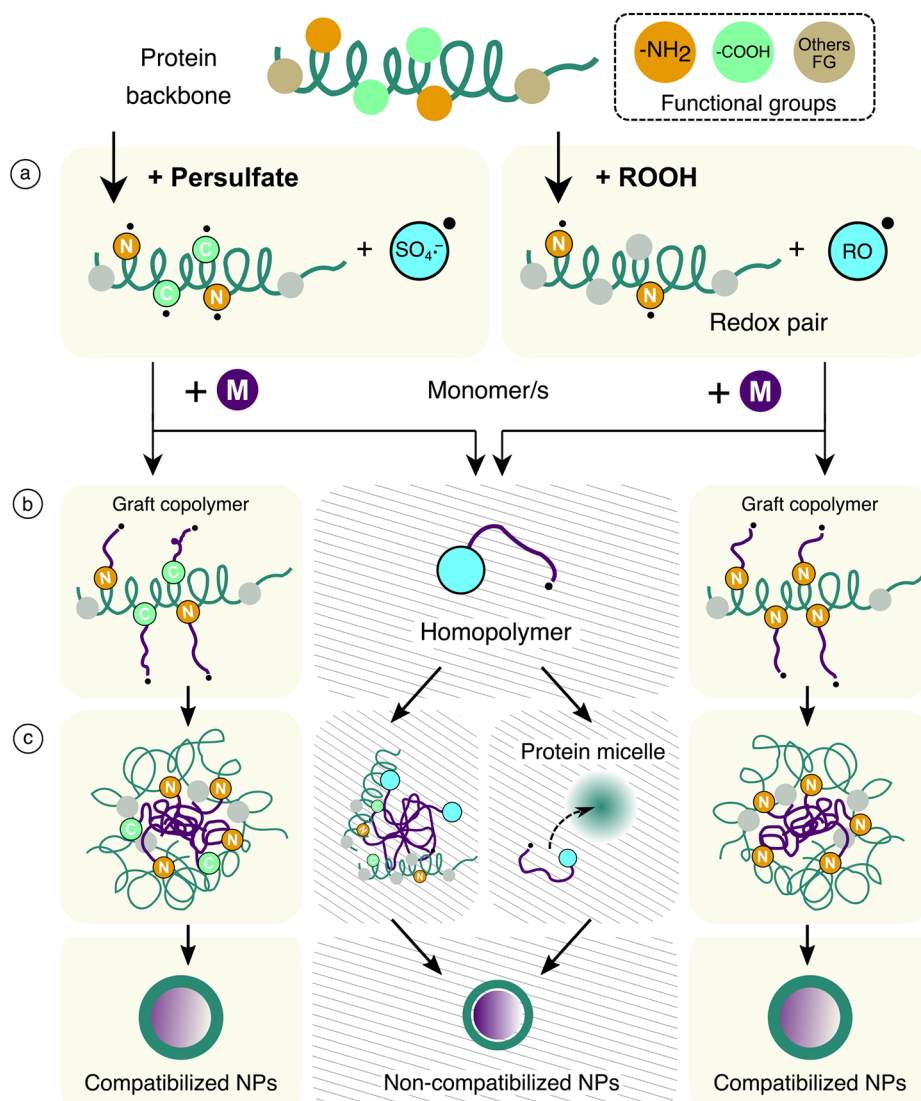 Protein
backbone
-NH2
-COOH
Others
FG
Functional groups
a
+ Persulfate
+ ROOH
N
C
C
N
+
SO4•−
N
N
+
RO
Redox pair
+ M
Monomer/s
+ M
b
Graft copolymer
N
C
C
N
Homopolymer
Graft copolymer
N
N
N
N
c
N
N
C
N
N
C
C
N
C
N
Protein micelle
N
N
N
N
N
Compatibilized NPs
Non-compatibilized NPs
Compatibilized NPs